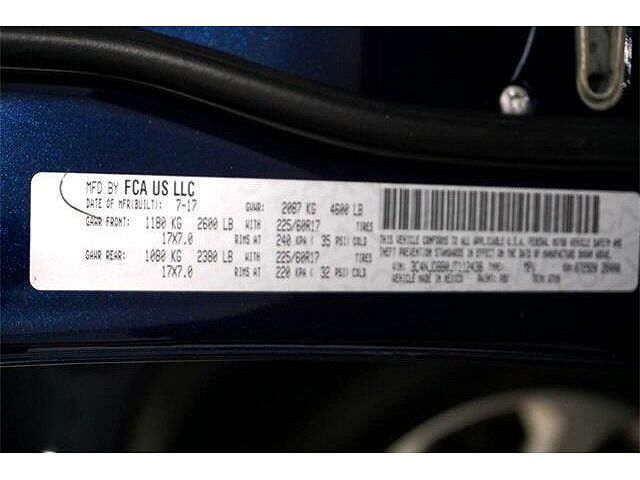 MFD BY FCA US LLC
DATE OF MFR(BUILT): 7-17 GVWR: 2087 KG 4600 LB
GAWR FRONT: 1180 KG 2600 LB WITH 225/60R17 TIRES
17X7.0 RIMS AT 240 KPA ( 35 PSI) COLD
GAWR REAR: 1080 KG 2380 LB WITH 225/60R17 TIRES
17X7.0 RIMS AT 220 KPA ( 32 PSI) COLD
THIS VEHICLE CONFORMS TO ALL APPLICABLE U.S.A. FEDERAL MOTOR VEHICLE SAFETY AND
THEFT PREVENTION STANDARDS IN EFFECT ON THE DATE OF MANUFACTURE SHOWN ABOVE.
VIN: TYPE: MPV
VEHICLE MADE IN MEXICO PAINT: